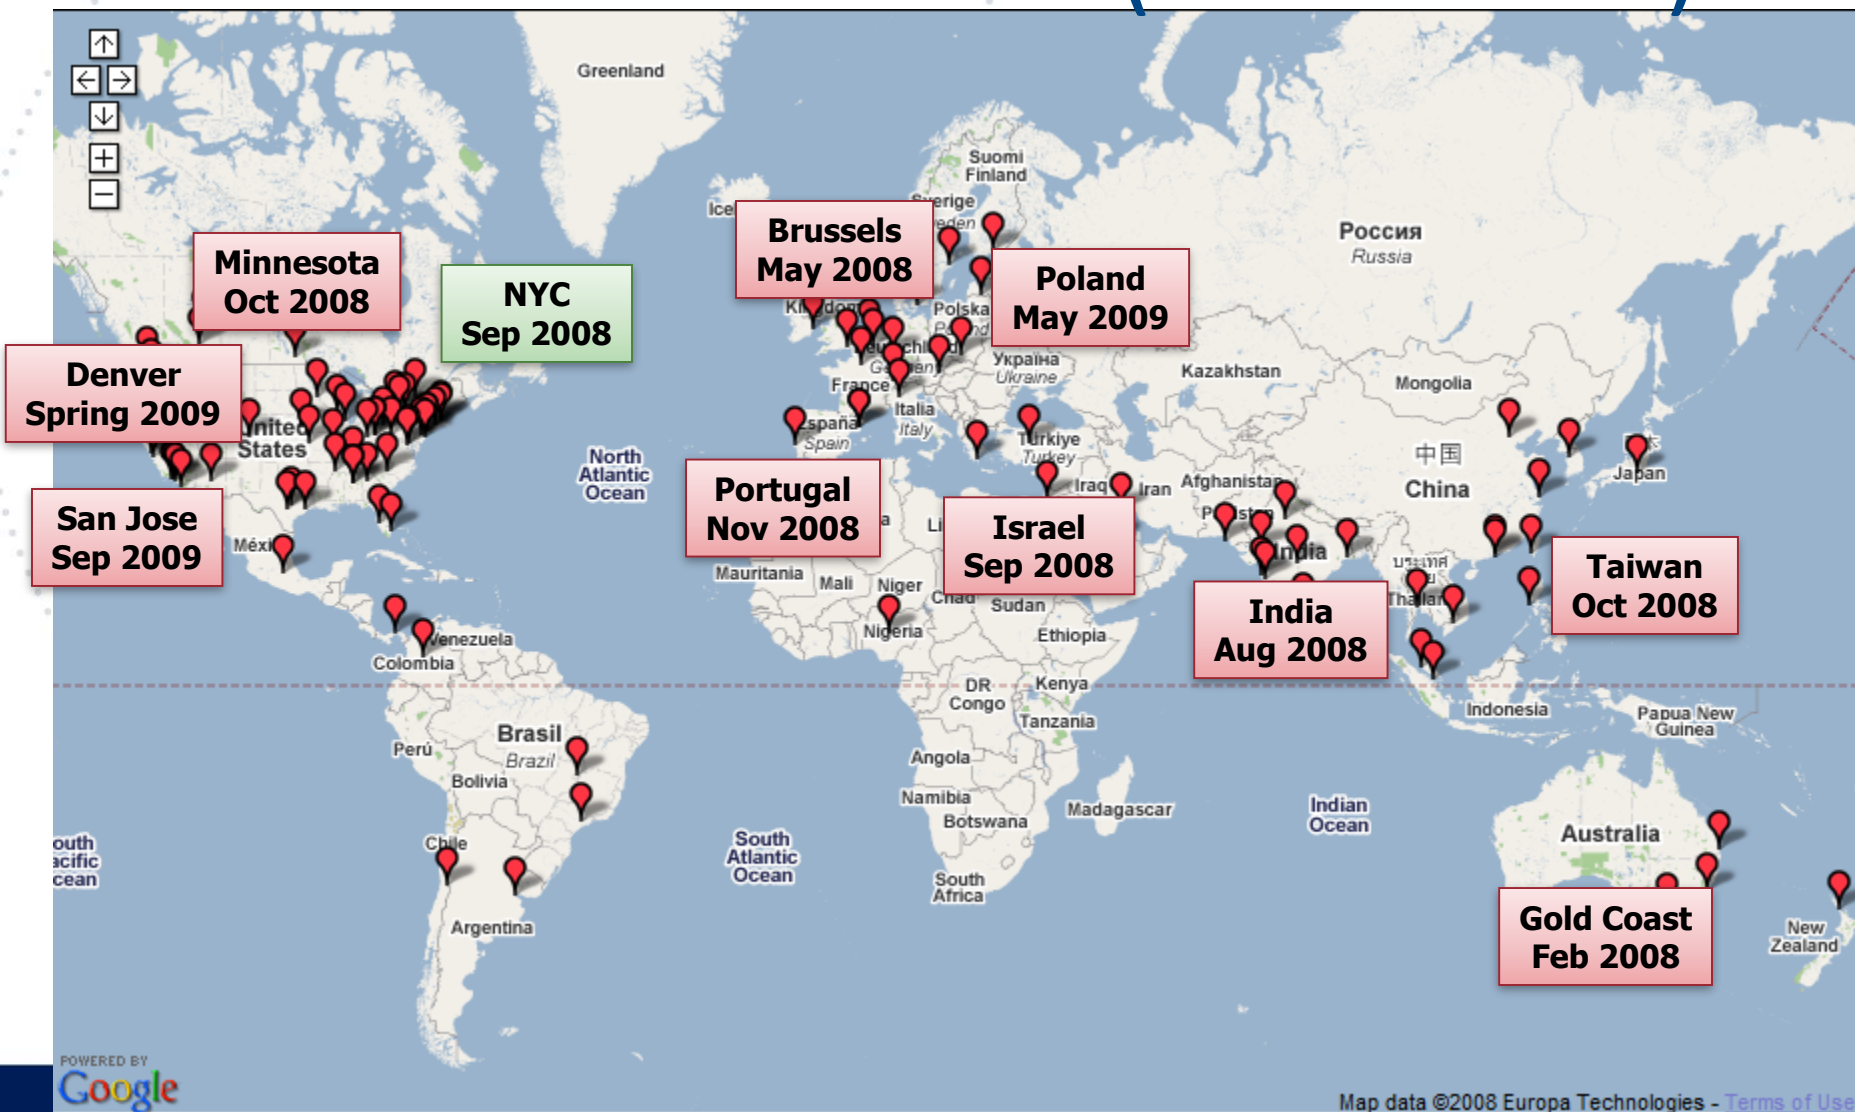 Greenland
Suomi
Finland
Sverige
Россия
Russia
Brussels
May 2008
Minnesota
Oct 2008
NYC
Sep 2008
Poland
May 2009
Polska
Україна
Ukraine
Kazakhstan
Mongolia
Denver
Spring 2009
United
States
France
Italia
Italy
España
Spain
Türkiye
Turkey
North
Atlantic
Ocean
Portugal
Nov 2008
Iraq
Iran
Afghanistan
中国
China
Japan
San Jose
Sep 2009
Israel
Sep 2008
India
Taiwan
Oct 2008
India
Aug 2008
Mauritania
Mali
Niger
Chad
Sudan
Nigeria
Ethiopia
Venezuela
Colombia
DR
Congo
Kenya
Tanzania
Indonesia
Papua New
Guinea
Brasil
Brazil
Perú
Bolivia
Angola
Namibia
Botswana
Madagascar
Indian
Ocean
Australia
Chile
South
Atlantic
Ocean
South
Africa
Argentina
Gold Coast
Feb 2008
New
Zealand
POWERED BY
Google
Map data ©2008 Europa Technologies - Terms of Use